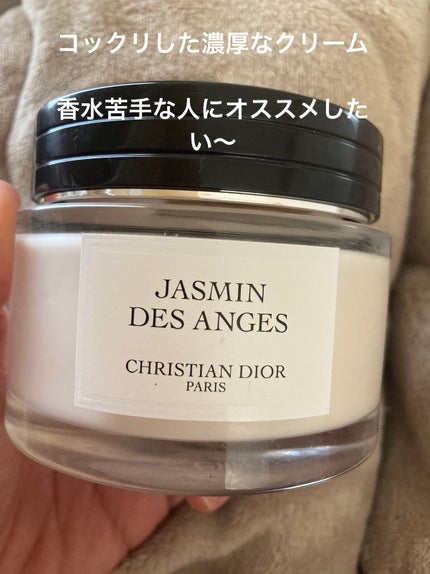 コックリした濃厚なクリーム
香水苦手な人にオススメした
い〜
JASMIN
DES ANGES
CHRISTIAN DIOR
PARIS